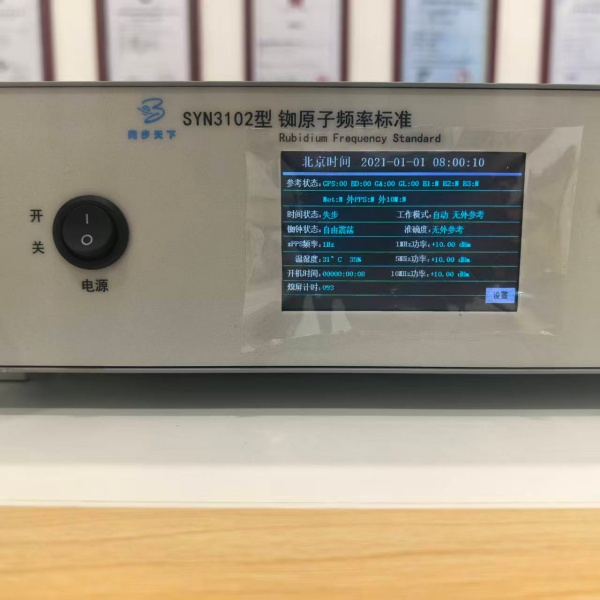 同步天下
SYN3102型 铷原子频率标准
Rubidium Frequency Standard
北京时间 2021-01-01 08:00:10
参考状态:GPS:00 BD:00 GA:00 GL:00 B1:N B2:N B3:N
Net:N 外PPS:N 外10M:N
时间状态:失步 工作模式:自动 无外参考
铷钟状态:自由震荡 准确度:无外参考
xPPS频率:1Hz 1MHz功率:+10.00 dBm
温湿度:31°C 35% 5MHz功率:+10.00 dBm
开机时间:00000:00:08 10MHz功率:+10.00 dBm
熄屏计时:093
设置
开
关
电源